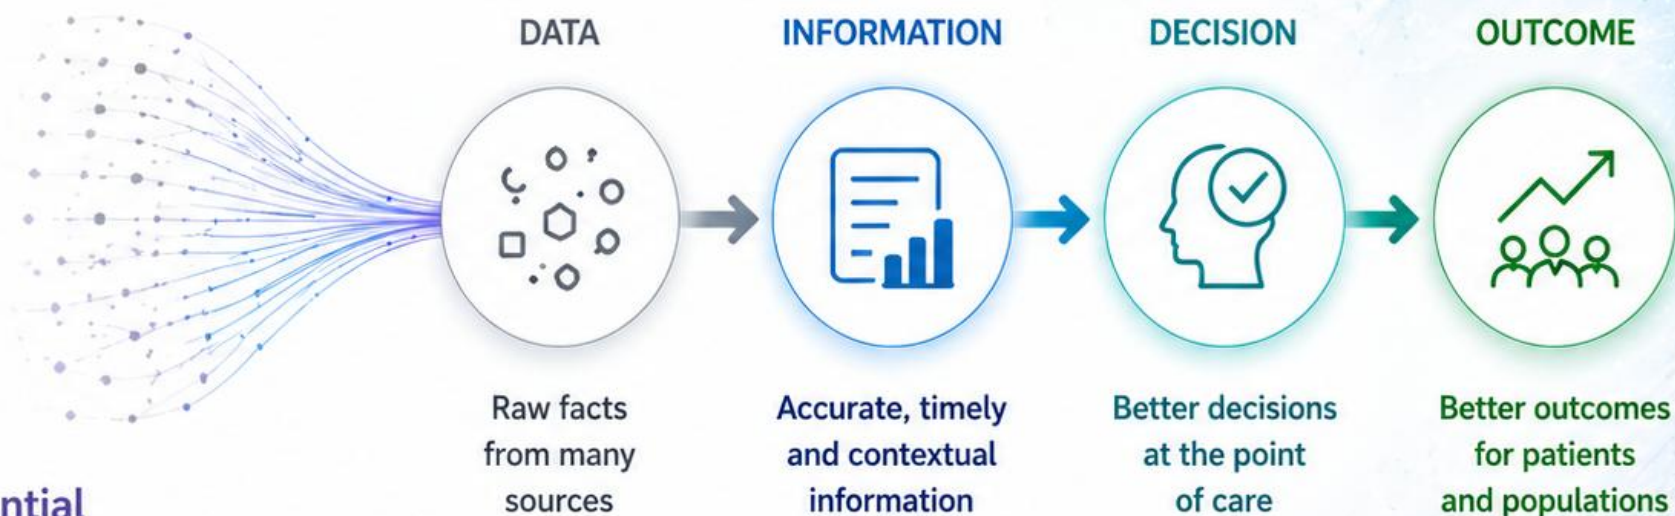 DATA
Raw facts
from many
sources
INFORMATION
Accurate, timely
and contextual
information
DECISION
Better decisions
at the point
of care
OUTCOME
Better outcomes
for patients
and populations
ntial